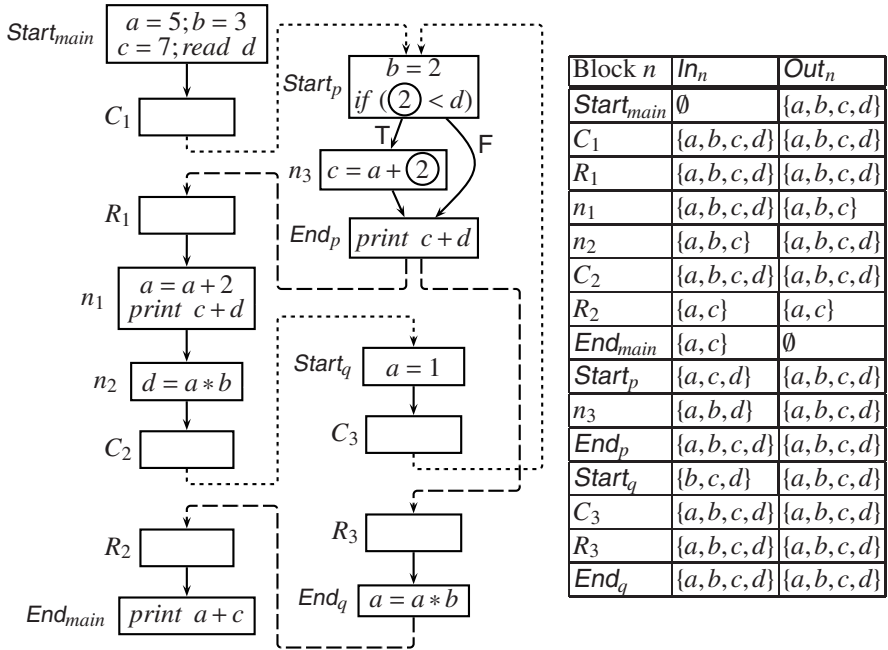 Start_main
a = 5; b = 3
c = 7; read d
C_1
Start_p
b = 2
if (2 < d)
T
F
n_3
c = a + 2
R_1
End_p
print c + d
n_1
a = a + 2
print c + d
n_2
d = a * b
Start_q
a = 1
C_2
C_3
R_2
R_3
End_main
print a + c
End_q
a = a * b
Block n In_n Out_n
Start_main ∅ {a,b,c,d}
C_1 {a,b,c,d} {a,b,c,d}
R_1 {a,b,c,d} {a,b,c,d}
n_1 {a,b,c,d} {a,b,c}
n_2 {a,b,c} {a,b,c,d}
C_2 {a,b,c,d} {a,b,c,d}
R_2 {a,c} {a,c}
End_main {a,c} ∅
Start_p {a,c,d} {a,b,c,d}
n_3 {a,b,d} {a,b,c,d}
End_p {a,b,c,d} {a,b,c,d}
Start_q {b,c,d} {a,b,c,d}
C_3 {a,b,c,d} {a,b,c,d}
R_3 {a,b,c,d} {a,b,c,d}
End_q {a,b,c,d} {a,b,c,d}